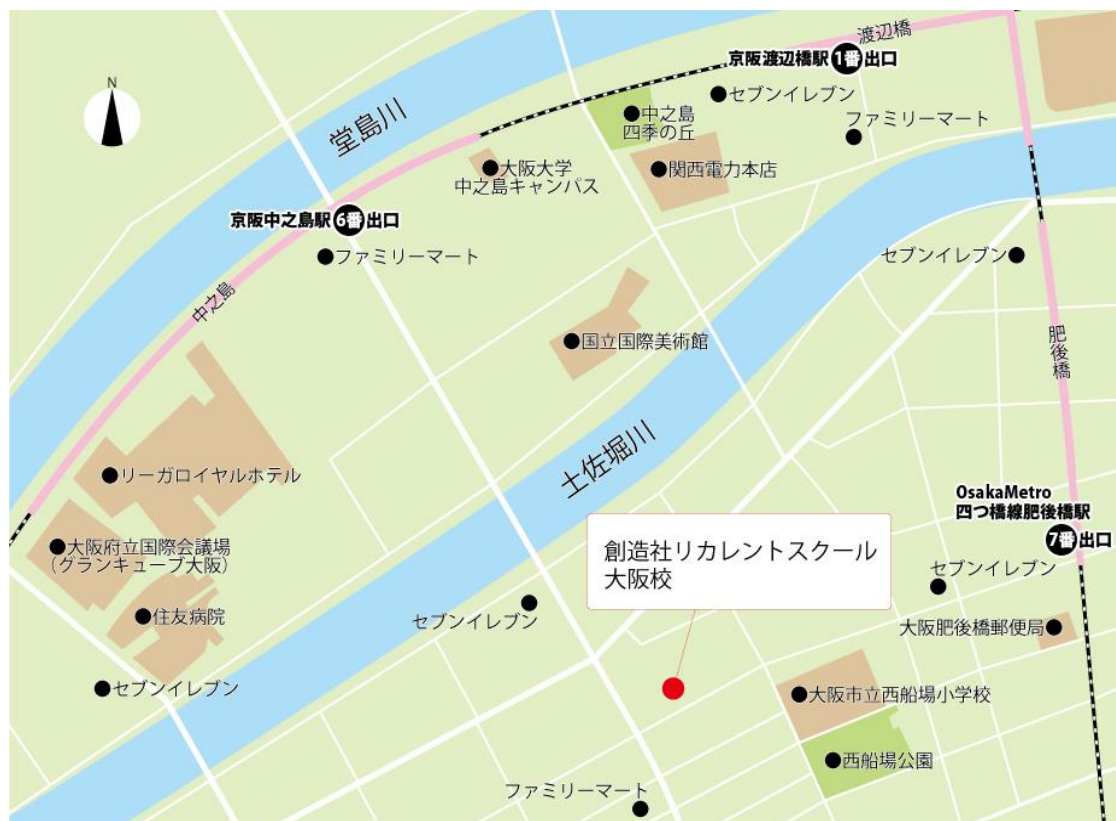 N
渡辺橋
京阪渡辺橋駅 1番 出口
セブンイレブン
中之島
四季の丘
ファミリーマート
堂島川
大阪大学
中之島キャンパス
関西電力本店
京阪中之島駅 6番 出口
ファミリーマート
セブンイレブン
中之島
国立国際美術館
肥後橋
土佐堀川
リーガロイヤルホテル
OsakaMetro
四つ橋線肥後橋駅
7番 出口
大阪府立国際会議場
(グランキューブ大阪)
創造社リカレントスクール
大阪校
セブンイレブン
住友病院
セブンイレブン
大阪肥後橋郵便局
セブンイレブン
大阪市立西船場小学校
西船場公園
ファミリーマート